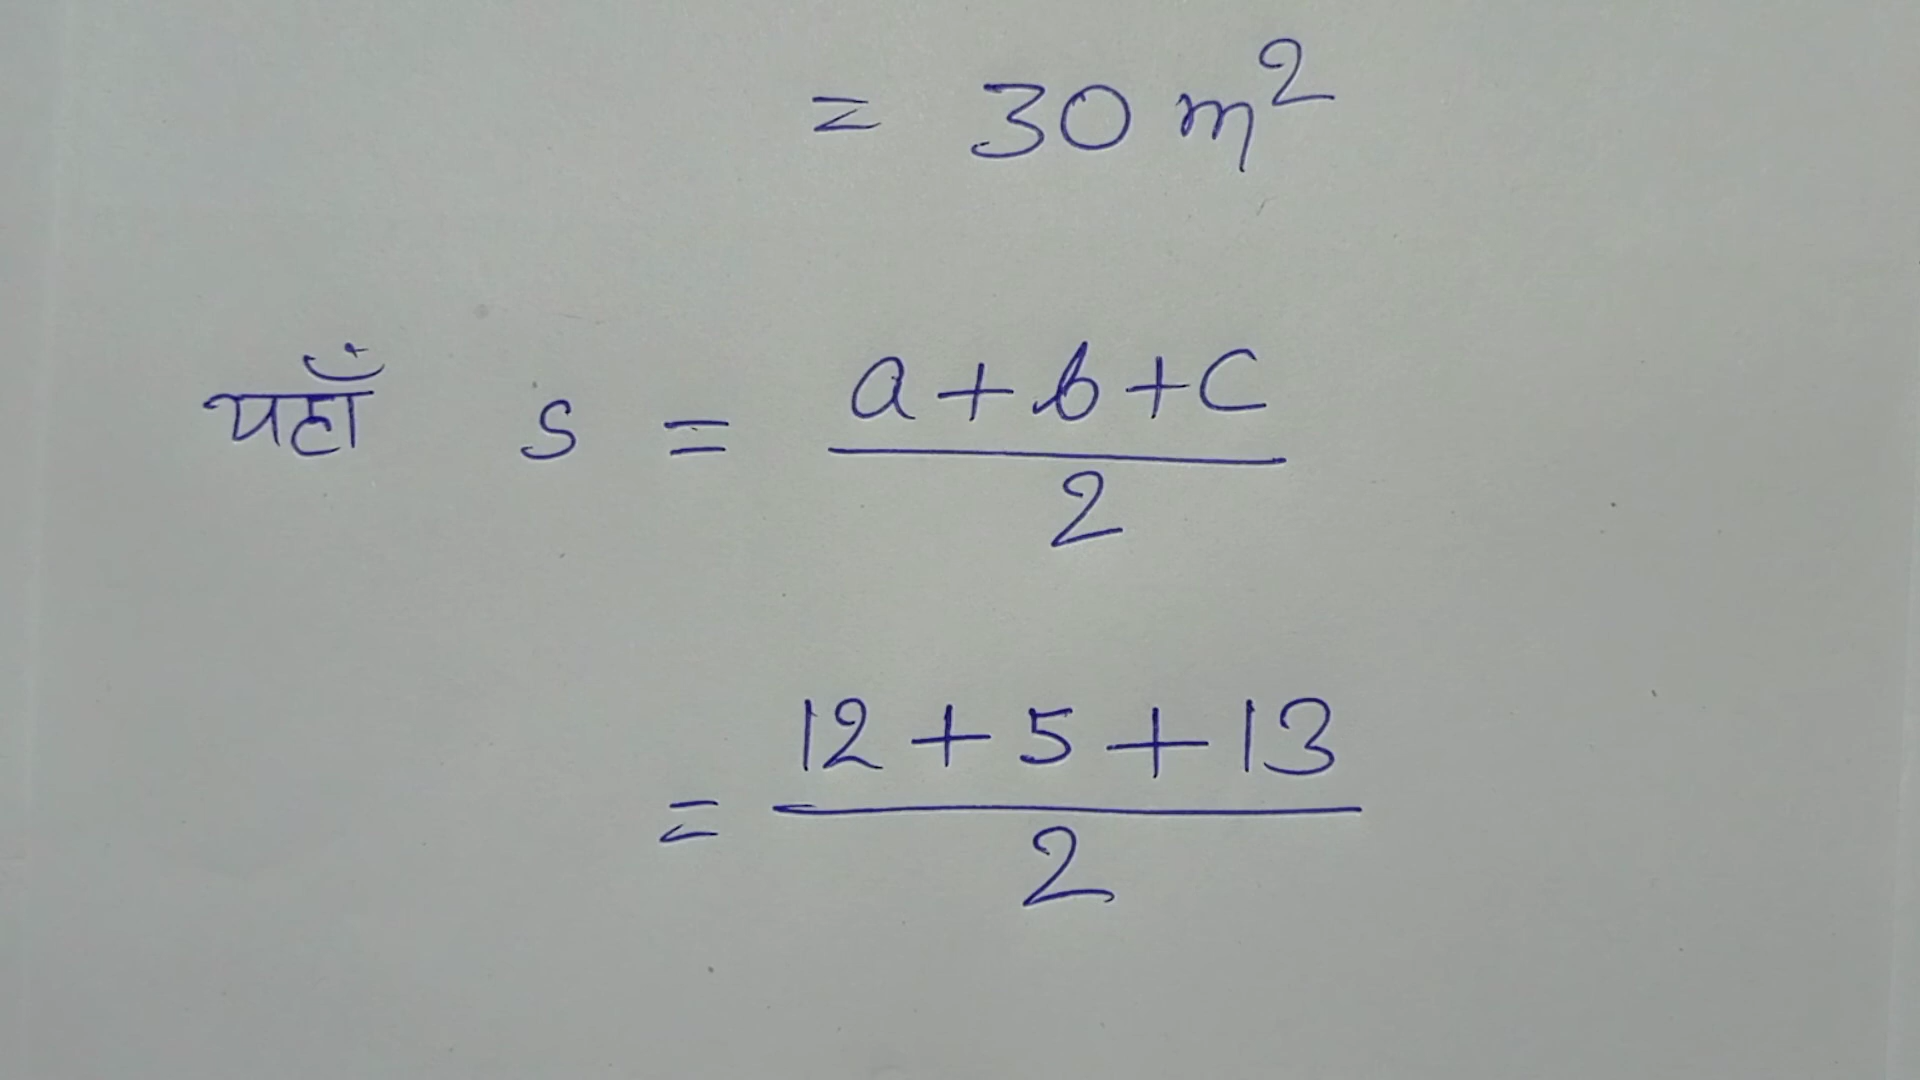 = 30 m²
यहाँ s = a + b + c / 2
= 12 + 5 + 13 / 2